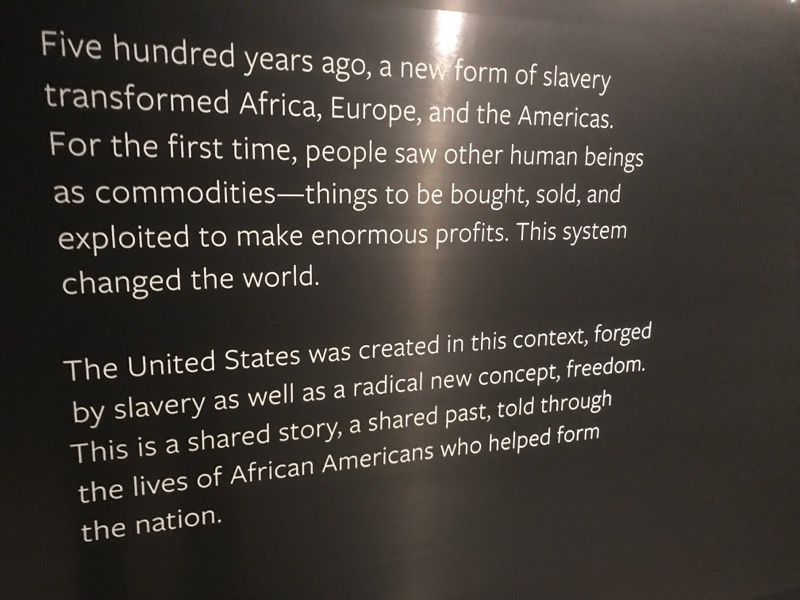 Five hundred years ago, a new form of slavery
transformed Africa, Europe, and the Americas.
For the first time, people saw other human beings
as commodities—things to be bought, sold, and
exploited to make enormous profits. This system
changed the world.
The United States was created in this context, forged
by slavery as well as a radical new concept, freedom.
This is a shared story, a shared past, told through
the lives of African Americans who helped form
the nation.